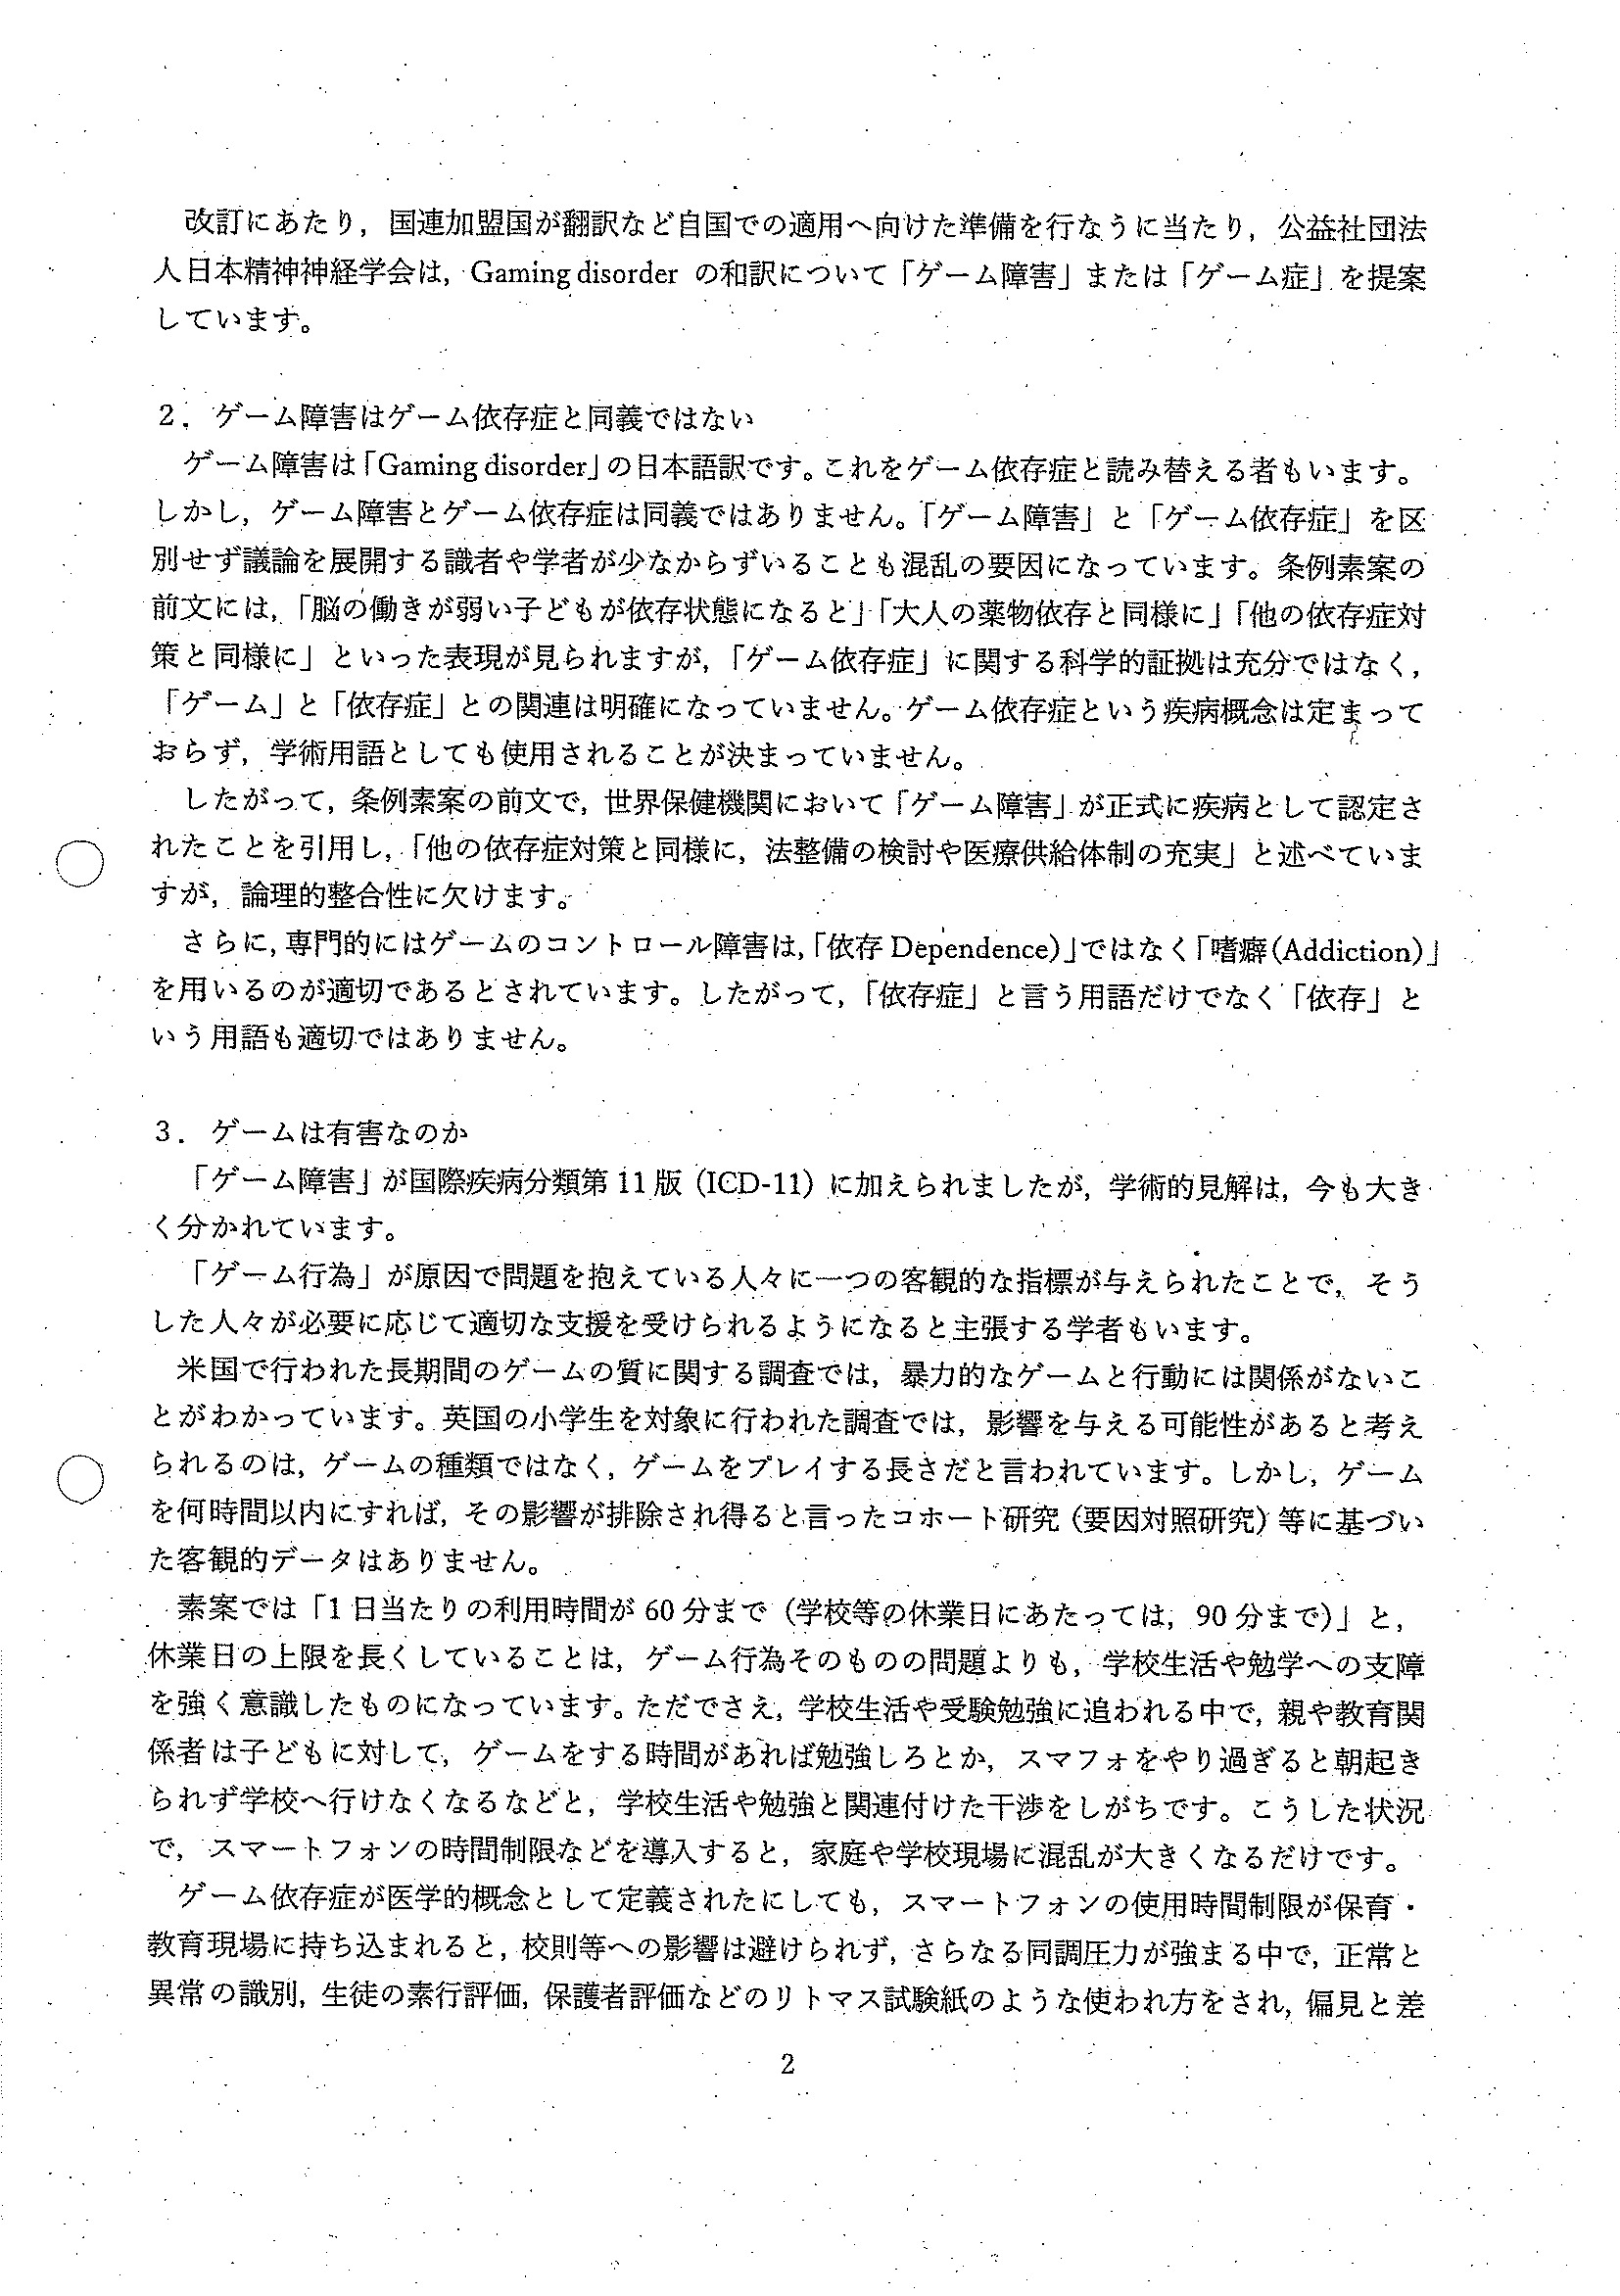 改訂にあたり，国連加盟国が翻訳など自国での適用へ向けた準備を行なうに当たり，公益社団法
人日本精神神経学会は，Gaming disorder の和訳について「ゲーム障害」または「ゲーム症」を提案
しています。
2．ゲーム障害はゲーム依存症と同義ではない
ゲーム障害は「Gaming disorder」の日本語訳です。これをゲーム依存症と読み替える者もいます。
しかし，ゲーム障害とゲーム依存症は同義ではありません。「ゲーム障害」と「ゲーム依存症」を区
別せず議論を展開する識者や学者が少なからずいることも混乱の要因になっています。条例素案の
前文には，「脳の働きが弱い子どもが依存状態になると」「大人の薬物依存と同様に」「他の依存症対
策と同様に」といった表現が見られますが，「ゲーム依存症」に関する科学的証拠は充分ではなく，
「ゲーム」と「依存症」との関連は明確になっていません。ゲーム依存症という疾病概念は定まって
おらず，学術用語としても使用されることが決まっていません。
したがって，条例素案の前文で，世界保健機関において「ゲーム障害」が正式に疾病として認定さ
れたことを引用し，「他の依存症対策と同様に，法整備の検討や医療供給体制の充実」と述べていま
すが，論理的整合性に欠けます。
さらに，専門的にはゲームのコントロール障害は，「依存 Dependence）」ではなく「嗜癖（Addiction）」
を用いるのが適切であるとされています。したがって，「依存症」と言う用語だけでなく「依存」と
いう用語も適切ではありません。
3．ゲームは有害なのか
「ゲーム障害」が国際疾病分類第 11 版（ICD-11）に加えられましたが，学術的見解は，今も大き
く分かれています。
「ゲーム行為」が原因で問題を抱えている人々に一つの客観的な指標が与えられたことで，そう
した人々が必要に応じて適切な支援を受けられるようになると主張する学者もいます。
米国で行われた長期間のゲームの質に関する調査では，暴力的なゲームと行動には関係がないこ
とがわかっています。英国の小学生を対象に行われた調査では，影響を与える可能性があると考え
られるのは，ゲームの種類ではなく，ゲームをプレイする長さだと言われています。しかし，ゲーム
を何時間以内にすれば，その影響が排除され得ると言ったコホート研究（要因対照研究）等に基づい
た客観的データはありません。
素案では「1 日当たりの利用時間が 60 分まで（学校等の休業日にあたっては，90 分まで）」と，
休業日の上限を長くしていることは，ゲーム行為そのものの問題よりも，学校生活や勉学への支障
を強く意識したものになっています。ただでさえ，学校生活や受験勉強に追われる中で，親や教育関
係者は子どもに対して，ゲームをする時間があれば勉強しろとか，スマフォをやり過ぎると朝起き
られず学校へ行けなくなるなどと，学校生活や勉強と関連付けた干渉をしがちです。こうした状況
で，スマートフォンの時間制限などを導入すると，家庭や学校現場に混乱が大きくなるだけです。
ゲーム依存症が医学的概念として定義されたにしても，スマートフォンの使用時間制限が保育・
教育現場に持ち込まれると，校則等への影響は避けられず，さらなる同調圧力が強まる中で，正常と
異常の識別，生徒の素行評価，保護者評価などのリトマス試験紙のような使われ方をされ，偏見と差
2